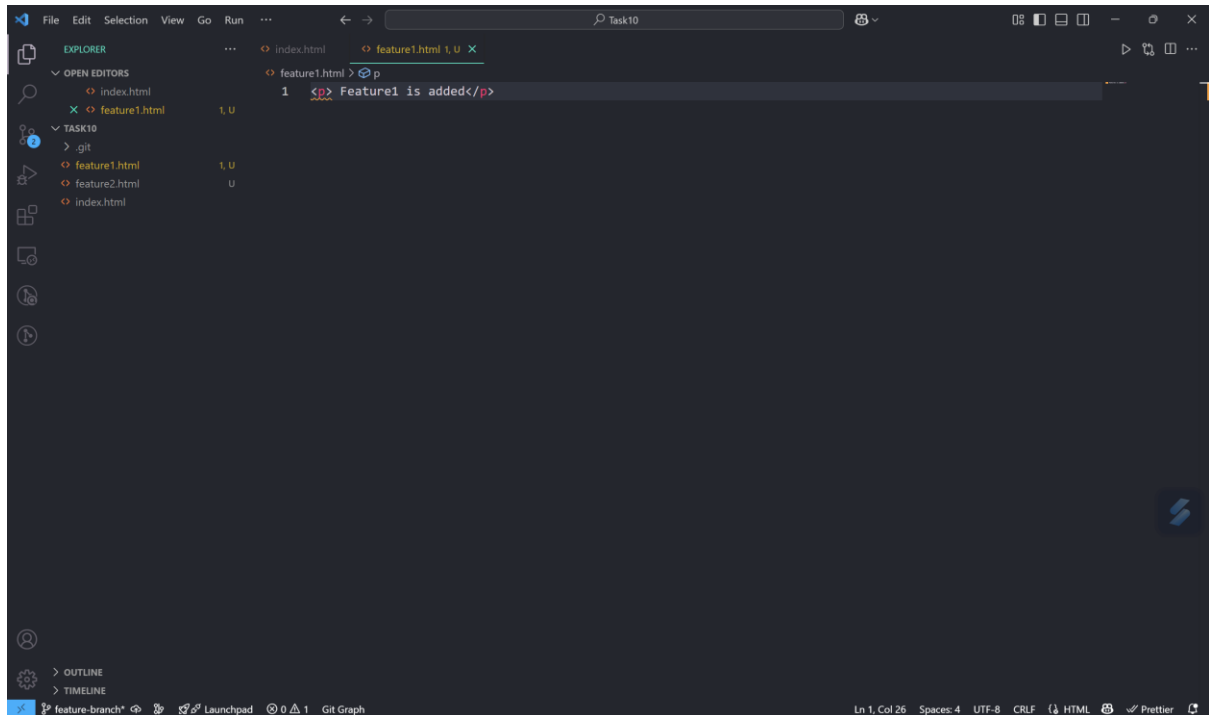 File Edit Selection View Go Run ··· Task10
EXPLORER ···
index.html feature1.html 1, U
OPEN EDITORS
feature1.html > p
index.html
1 <p> Feature1 is added</p>
feature1.html 1, U
TASK10
2
.git
feature1.html 1, U
feature2.html U
index.html
OUTLINE
TIMELINE
feature-branch* Launchpad 0 1 Git Graph Ln 1, Col 26 Spaces: 4 UTF-8 CRLF HTML Prettier